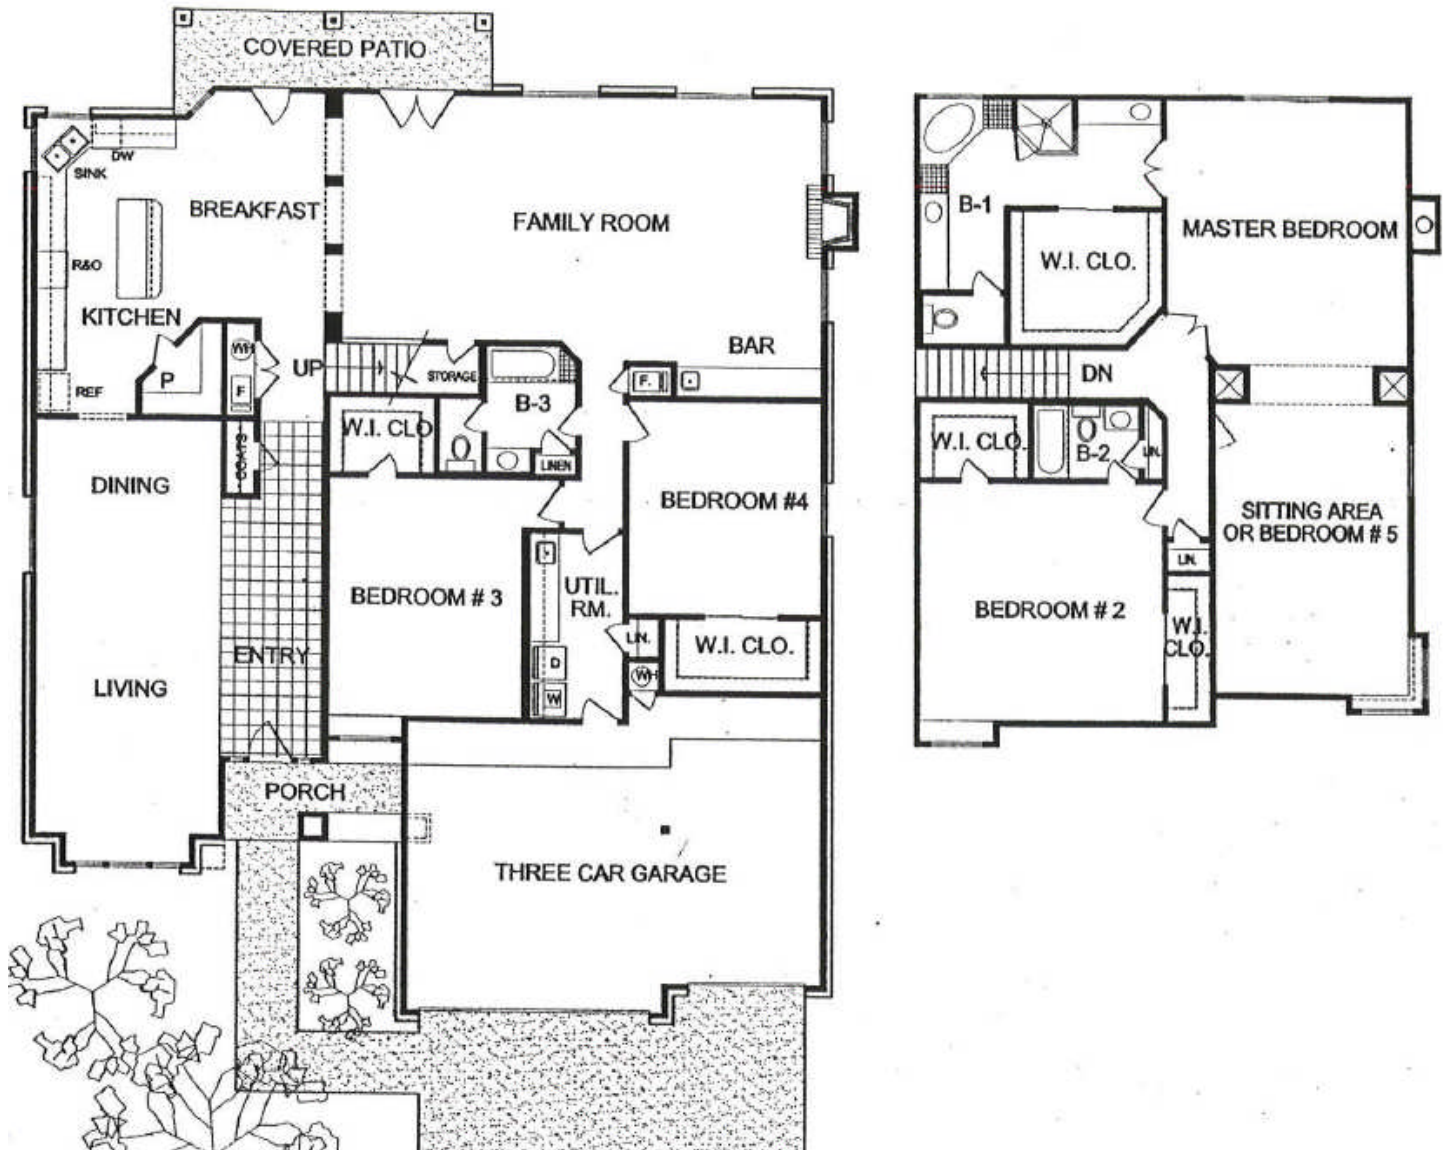 COVERED PATIO
DW
SINK
BREAKFAST
FAMILY ROOM
R&O
KITCHEN
WH
BAR
UP
STORAGE
P
F
F.
REF
B-3
W.I. CLO
COATS
LINEN
DINING
BEDROOM #4
BEDROOM # 3
UTIL.
RM.
LIN.
W.I. CLO.
ENTRY
D
WH
LIVING
W
PORCH
THREE CAR GARAGE
B-1
MASTER BEDROOM
W.I. CLO.
DN
W.I. CLO.
B-2
LIN.
SITTING AREA
OR BEDROOM # 5
LIN.
BEDROOM # 2
W.I.
CLO.